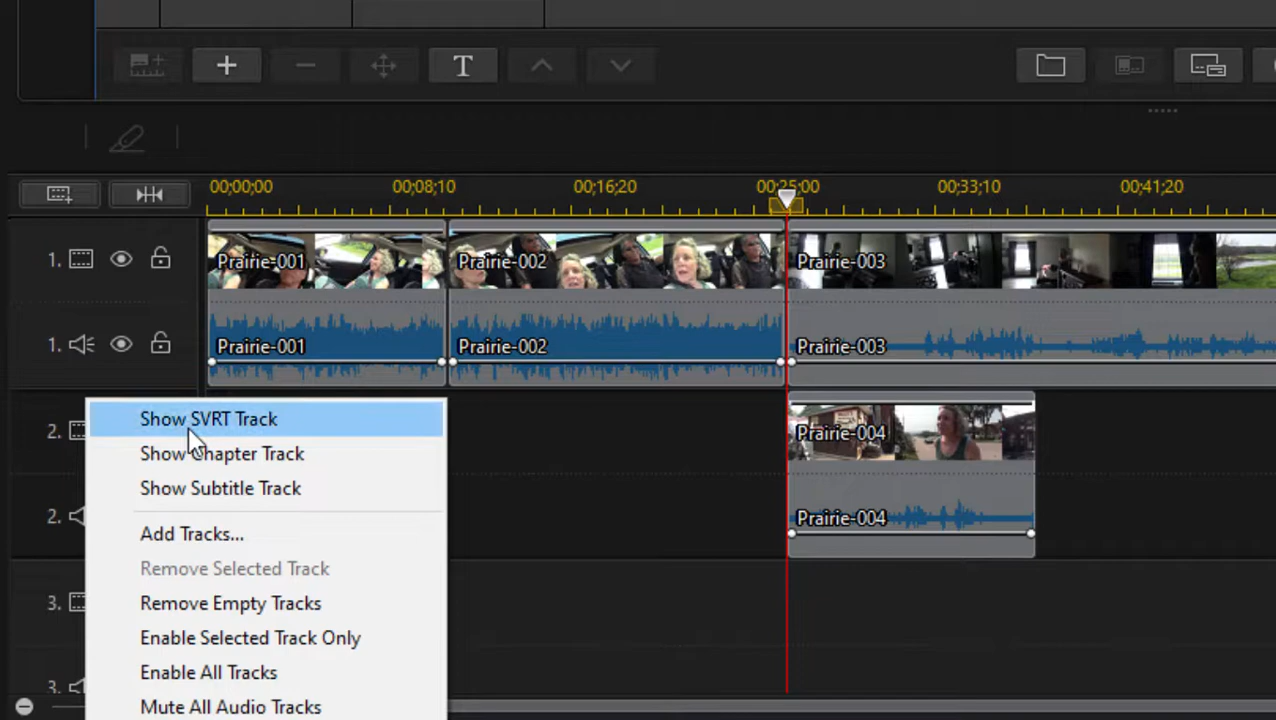 T
00;00;00 00;08;10 00;16;20 00;25;00 00;33;10 00;41;20
1. Prairie-001 Prairie-002 Prairie-003
1. Prairie-001 Prairie-002 Prairie-003
Show SVRT Track
2. Prairie-004
Show Chapter Track
Show Subtitle Track
2. Prairie-004
Add Tracks...
Remove Selected Track
3.
Remove Empty Tracks
Enable Selected Track Only
Enable All Tracks
3.
Mute All Audio Tracks